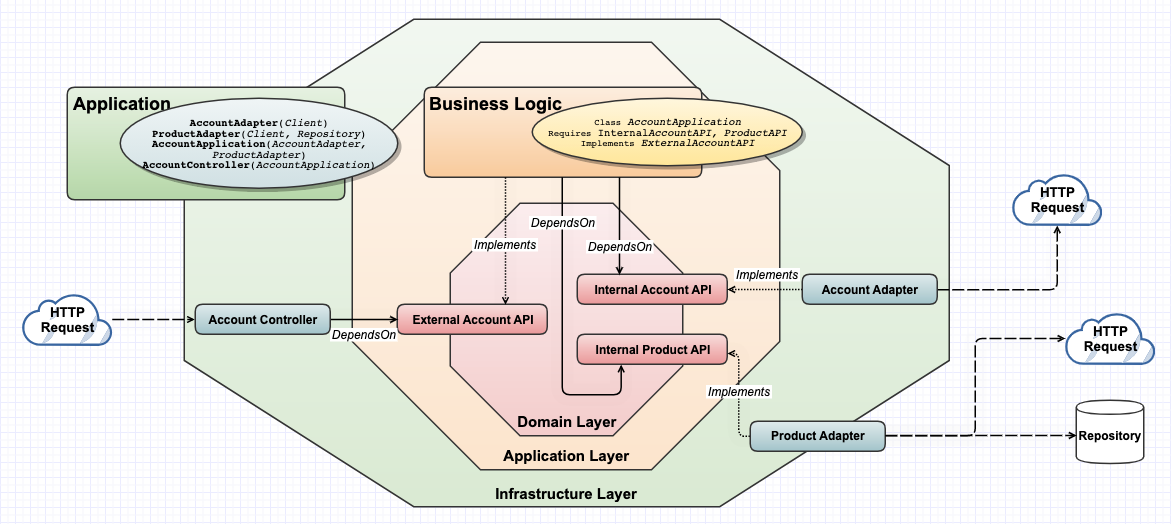 Application
AccountAdapter(Client)
ProductAdapter(Client, Repository)
AccountApplication(AccountAdapter,
ProductAdapter)
AccountController(AccountApplication)
Business Logic
Class AccountApplication
Requires InternalAccountAPI, ProductAPI
Implements ExternalAccountAPI
HTTP
Request
DependsOn
Implements
DependsOn
Internal Account API
Implements
Account Adapter
HTTP
Request
Account Controller
DependsOn
External Account API
HTTP
Request
Internal Product API
Implements
Domain Layer
Product Adapter
Repository
Application Layer
Infrastructure Layer